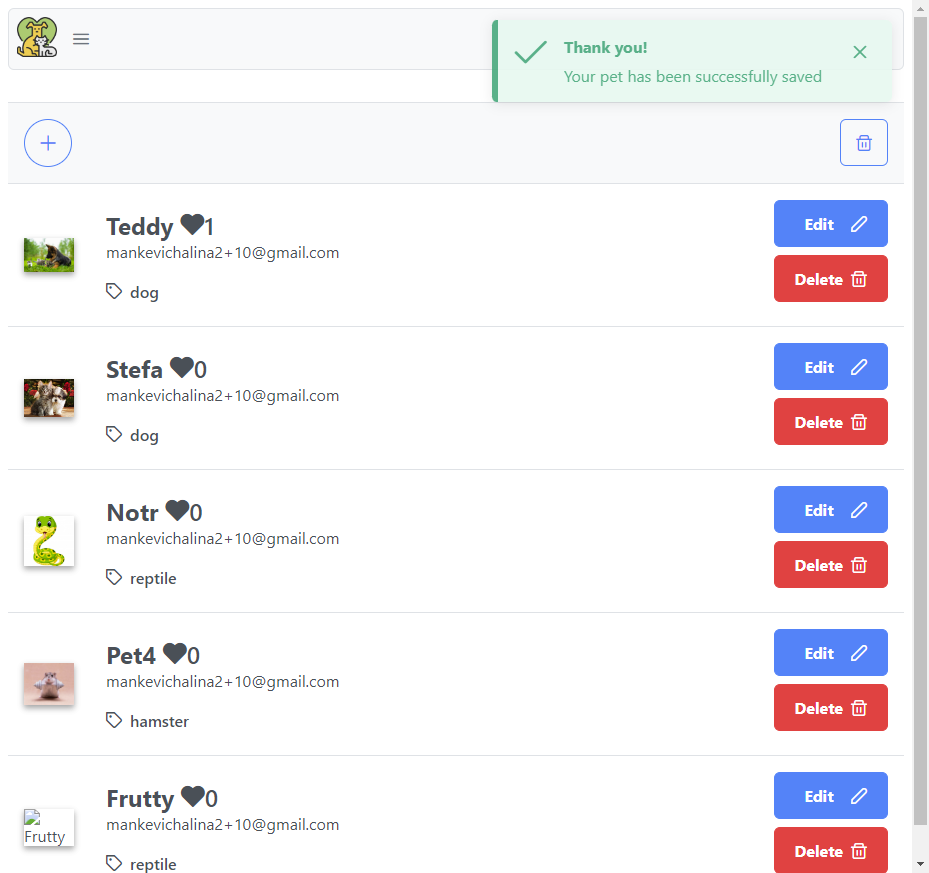 Thank you!
Your pet has been successfully saved
Teddy 1
mankevichalina2+10@gmail.com
dog
Edit
Delete
Stefa 0
mankevichalina2+10@gmail.com
dog
Edit
Delete
Notr 0
mankevichalina2+10@gmail.com
reptile
Edit
Delete
Pet4 0
mankevichalina2+10@gmail.com
hamster
Edit
Delete
Frutty
Frutty 0
mankevichalina2+10@gmail.com
reptile
Edit
Delete